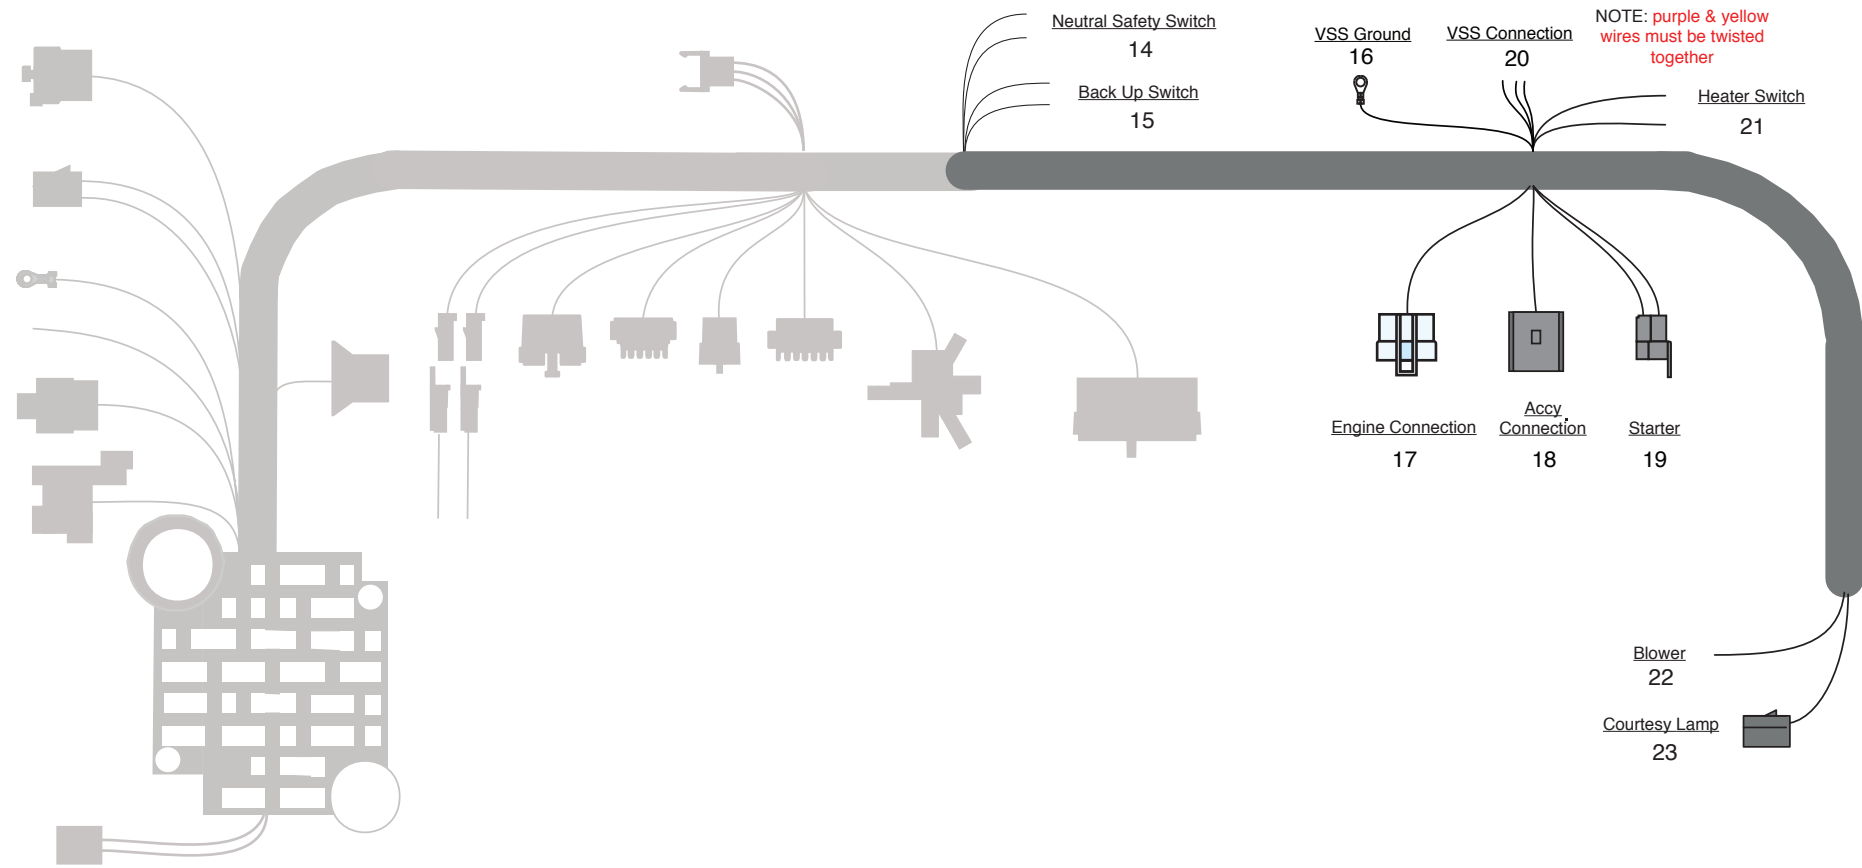 Neutral Safety Switch
14
Back Up Switch
15
VSS Ground
16
VSS Connection
20
NOTE: purple & yellow
wires must be twisted
together
Heater Switch
21
Engine Connection
17
Accy.
Connection
18
Starter
19
Blower
22
Courtesy Lamp
23